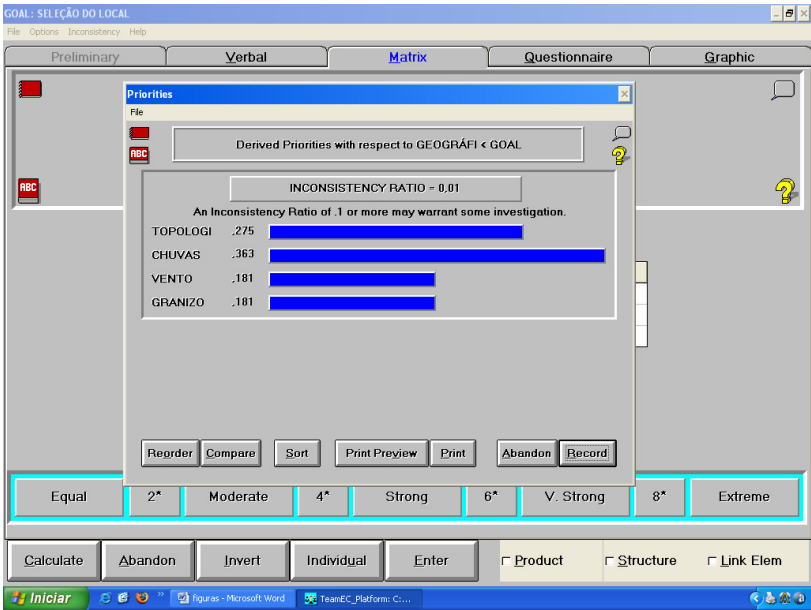 GOAL: SELEÇÃO DO LOCAL
File Options Inconsistency Help
Preliminary Verbal Matrix Questionnaire Graphic
Priorities
File
ABC
Derived Priorities with respect to GEOGRÁFI < GOAL
ABC
INCONSISTENCY RATIO = 0,01
An Inconsistency Ratio of .1 or more may warrant some investigation.
TOPOLOGI ,275
CHUVAS ,363
VENTO ,181
GRANIZO ,181
Reorder Compare Sort Print Preview Print Abandon Record
Equal 2* Moderate 4* Strong 6* V. Strong 8* Extreme
Calculate Abandon Invert Individual Enter Product Structure Link Elem
Iniciar figuras - Microsoft Word TeamEC_Platform: C:...